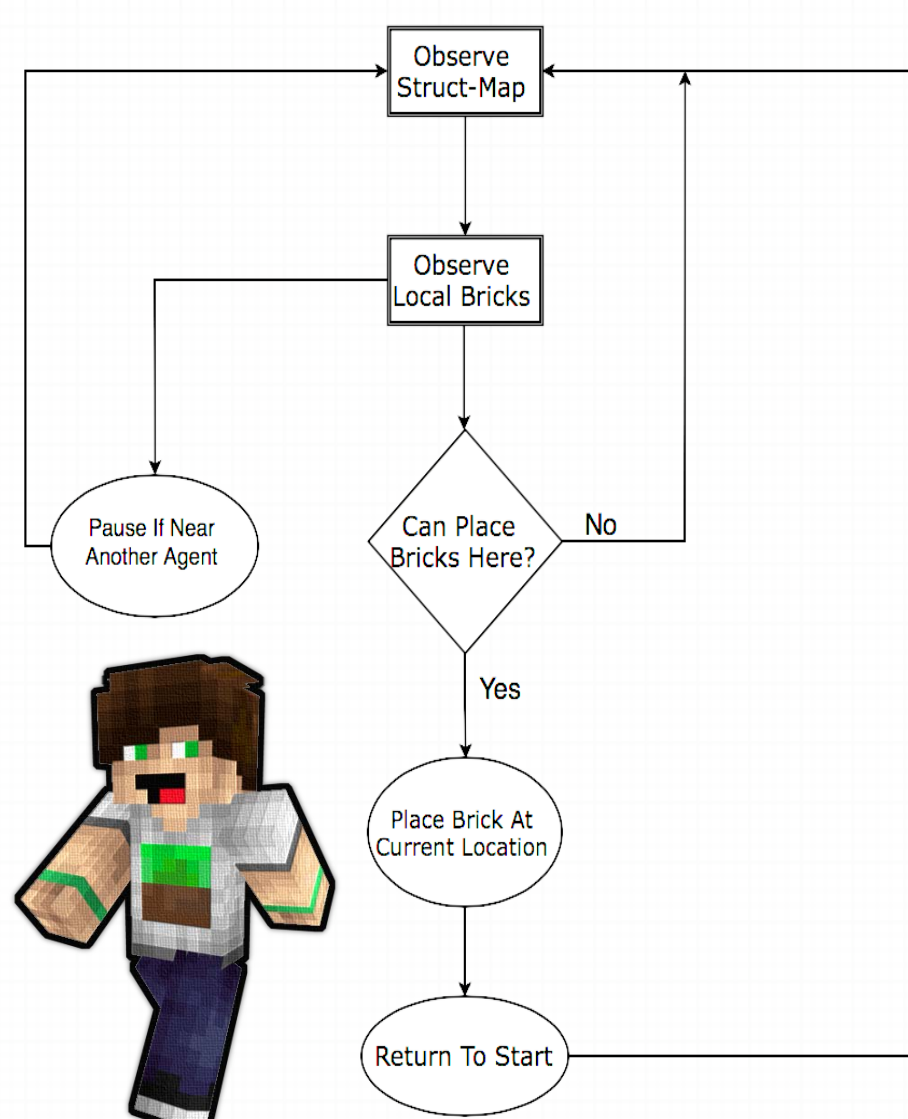 Observe
Struct-Map
Observe
Local Bricks
Pause If Near
Another Agent
Can Place
Bricks Here?
No
Yes
Place Brick At
Current Location
Return To Start